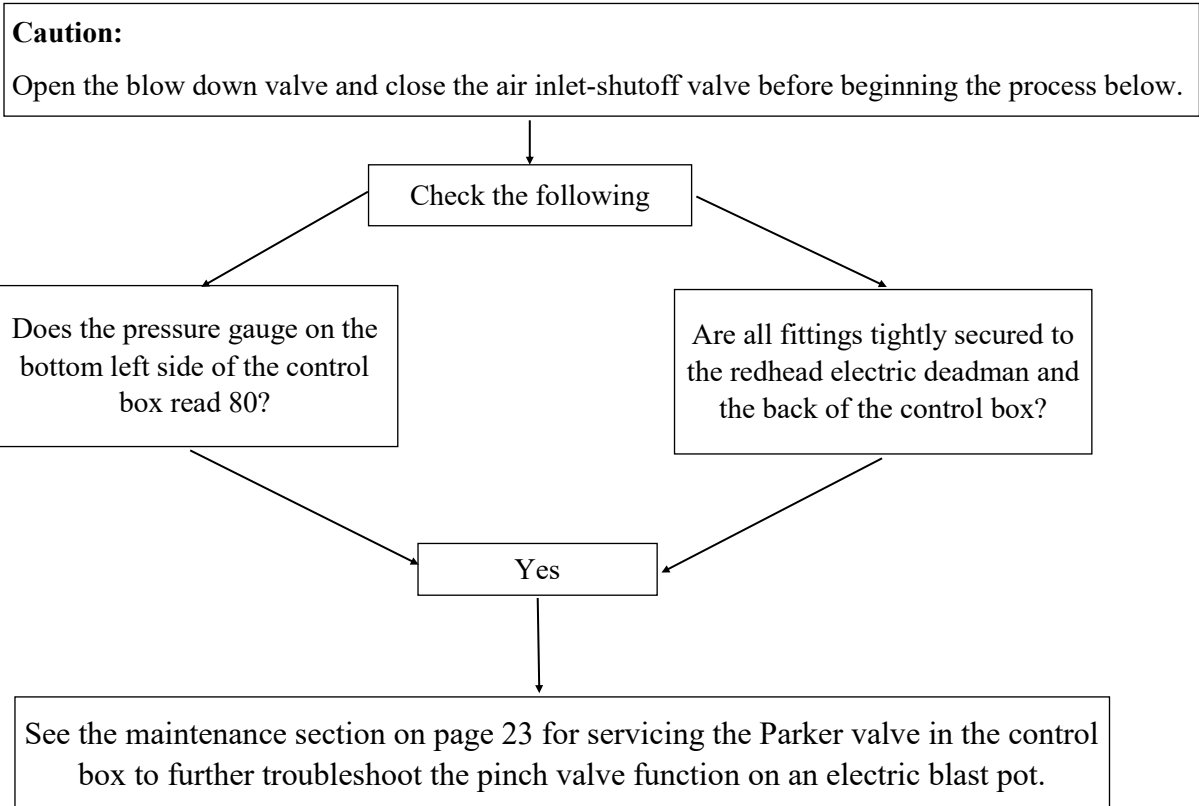 Caution:
Open the blow down valve and close the air inlet-shutoff valve before beginning the process below.
Check the following
Does the pressure gauge on the
bottom left side of the control
box read 80?
Are all fittings tightly secured to
the redhead electric deadman and
the back of the control box?
Yes
See the maintenance section on page 23 for servicing the Parker valve in the control
box to further troubleshoot the pinch valve function on an electric blast pot.